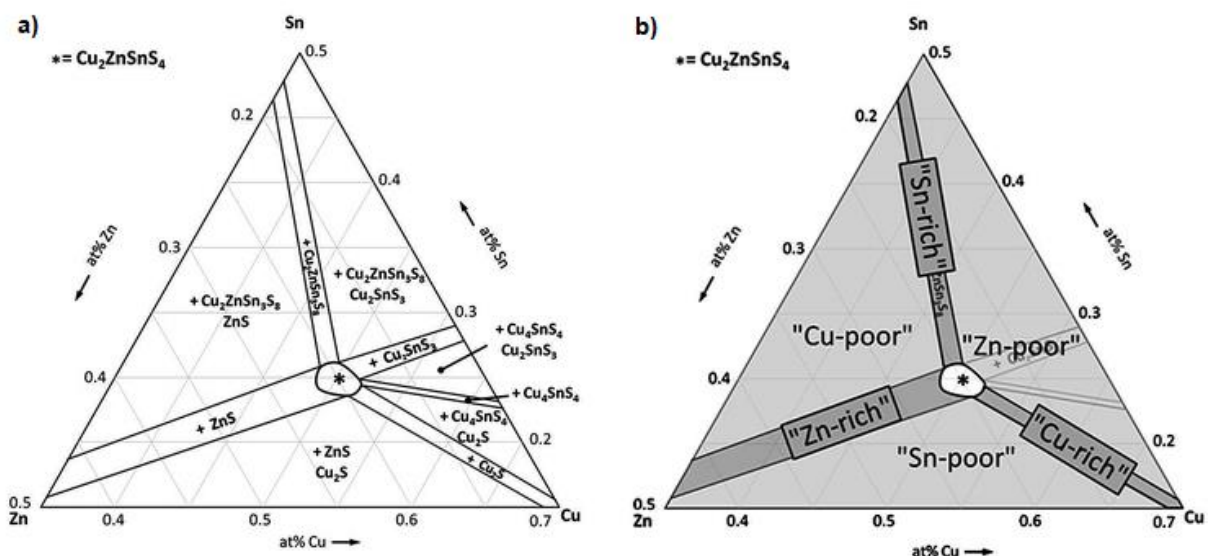 a)
Sn
*= Cu₂ZnSnS₄
0.5
0.2
0.4
at% Zn
at% Sn
0.3
+ Cu₂ZnSn₃S₈
+ Cu₂ZnSn₃S₈
Cu₂SnS₃
+ Cu₂ZnSn₃S₈
ZnS
0.3
+ Cu₄SnS₄
Cu₂SnS₃
+ Cu₂SnS₃
*
0.4
+ Cu₄SnS₄
+ ZnS
+ Cu₄SnS₄
Cu₂S
0.2
+ ZnS
Cu₂S
+ Cu₂S
0.5
Zn
0.4
0.5
0.6
0.7
Cu
at% Cu
b)
Sn
*= Cu₂ZnSnS₄
0.5
0.2
0.4
"Sn-rich"
at% Zn
at% Sn
0.3
ZnSn₃S₈
0.3
"Cu-poor"
"Zn-poor"
+ Cu₂
*
0.4
"Zn-rich"
"Cu-rich"
0.2
"Sn-poor"
0.5
Zn
0.4
0.5
0.6
0.7
Cu
at% Cu